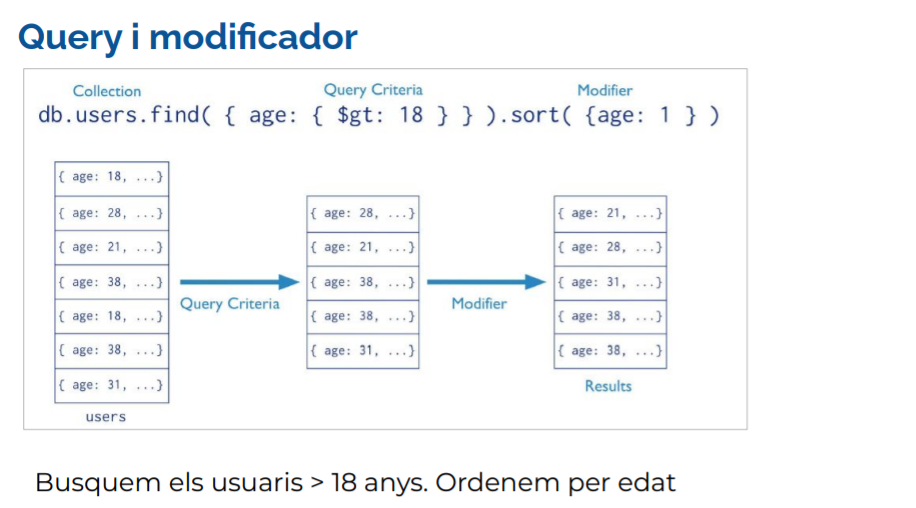 Query i modificador
Collection
Query Criteria
Modifier
db.users.find( { age: { $gt: 18 } } ).sort( {age: 1 } )
{ age: 18, ...}
{ age: 28, ...}
{ age: 21, ...}
{ age: 38, ...}
{ age: 18, ...}
{ age: 38, ...}
{ age: 31, ...}
users
Query Criteria
{ age: 28, ...}
{ age: 21, ...}
{ age: 38, ...}
{ age: 38, ...}
{ age: 31, ...}
Modifier
{ age: 21, ...}
{ age: 28, ...}
{ age: 31, ...}
{ age: 38, ...}
{ age: 38, ...}
Results
Busquem els usuaris > 18 anys. Ordenem per edat